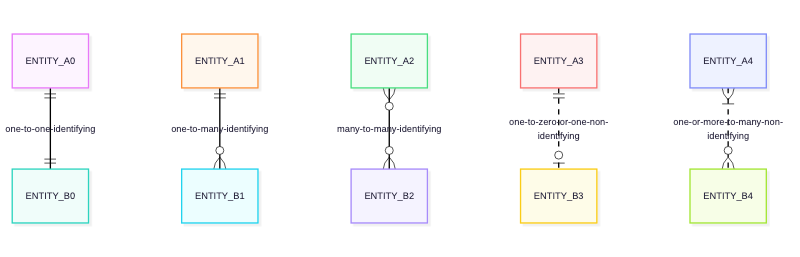 ENTITY_A0
ENTITY_A1
ENTITY_A2
ENTITY_A3
ENTITY_A4
one-to-one-identifying
one-to-many-identifying
many-to-many-identifying
one-to-zero-or-one-non-
identifying
one-or-more-to-many-non-
identifying
ENTITY_B0
ENTITY_B1
ENTITY_B2
ENTITY_B3
ENTITY_B4